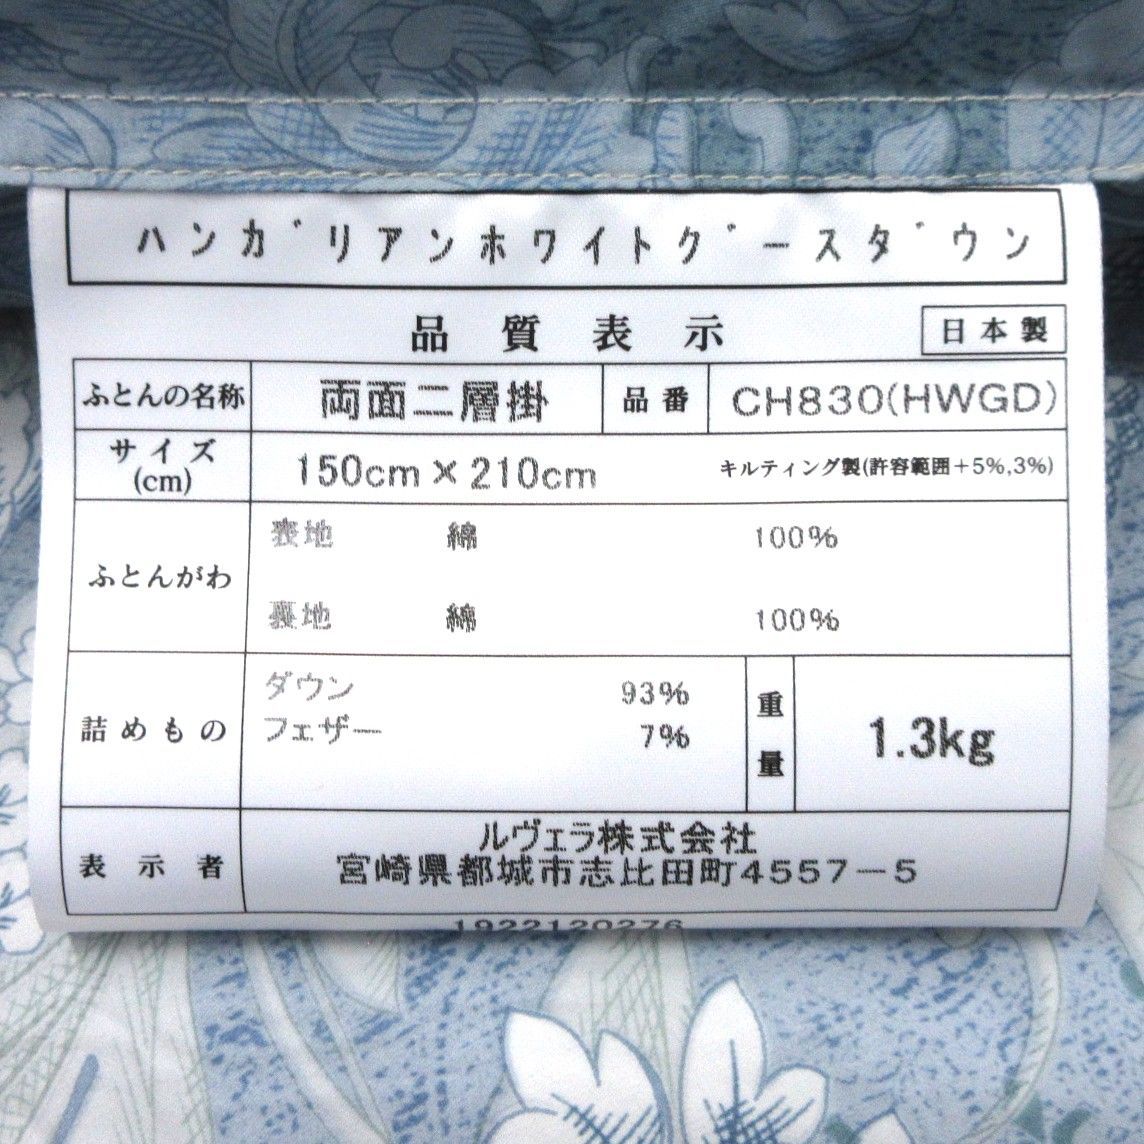 ハンガリアンホワイトグースダウン
品質表示
日本製
ふとんの名称 両面二層掛 品番 CH830(HWGD)
サイズ(cm) 150cm×210cm キルティング製(許容範囲+5%,3%)
ふとんがわ
表地 綿 100%
裏地 綿 100%
詰めもの
ダウン 93%
フェザー 7%
重量 1.3kg
表示者
ルヴェラ株式会社
宮崎県都城市志比田町4557-5
1922120276